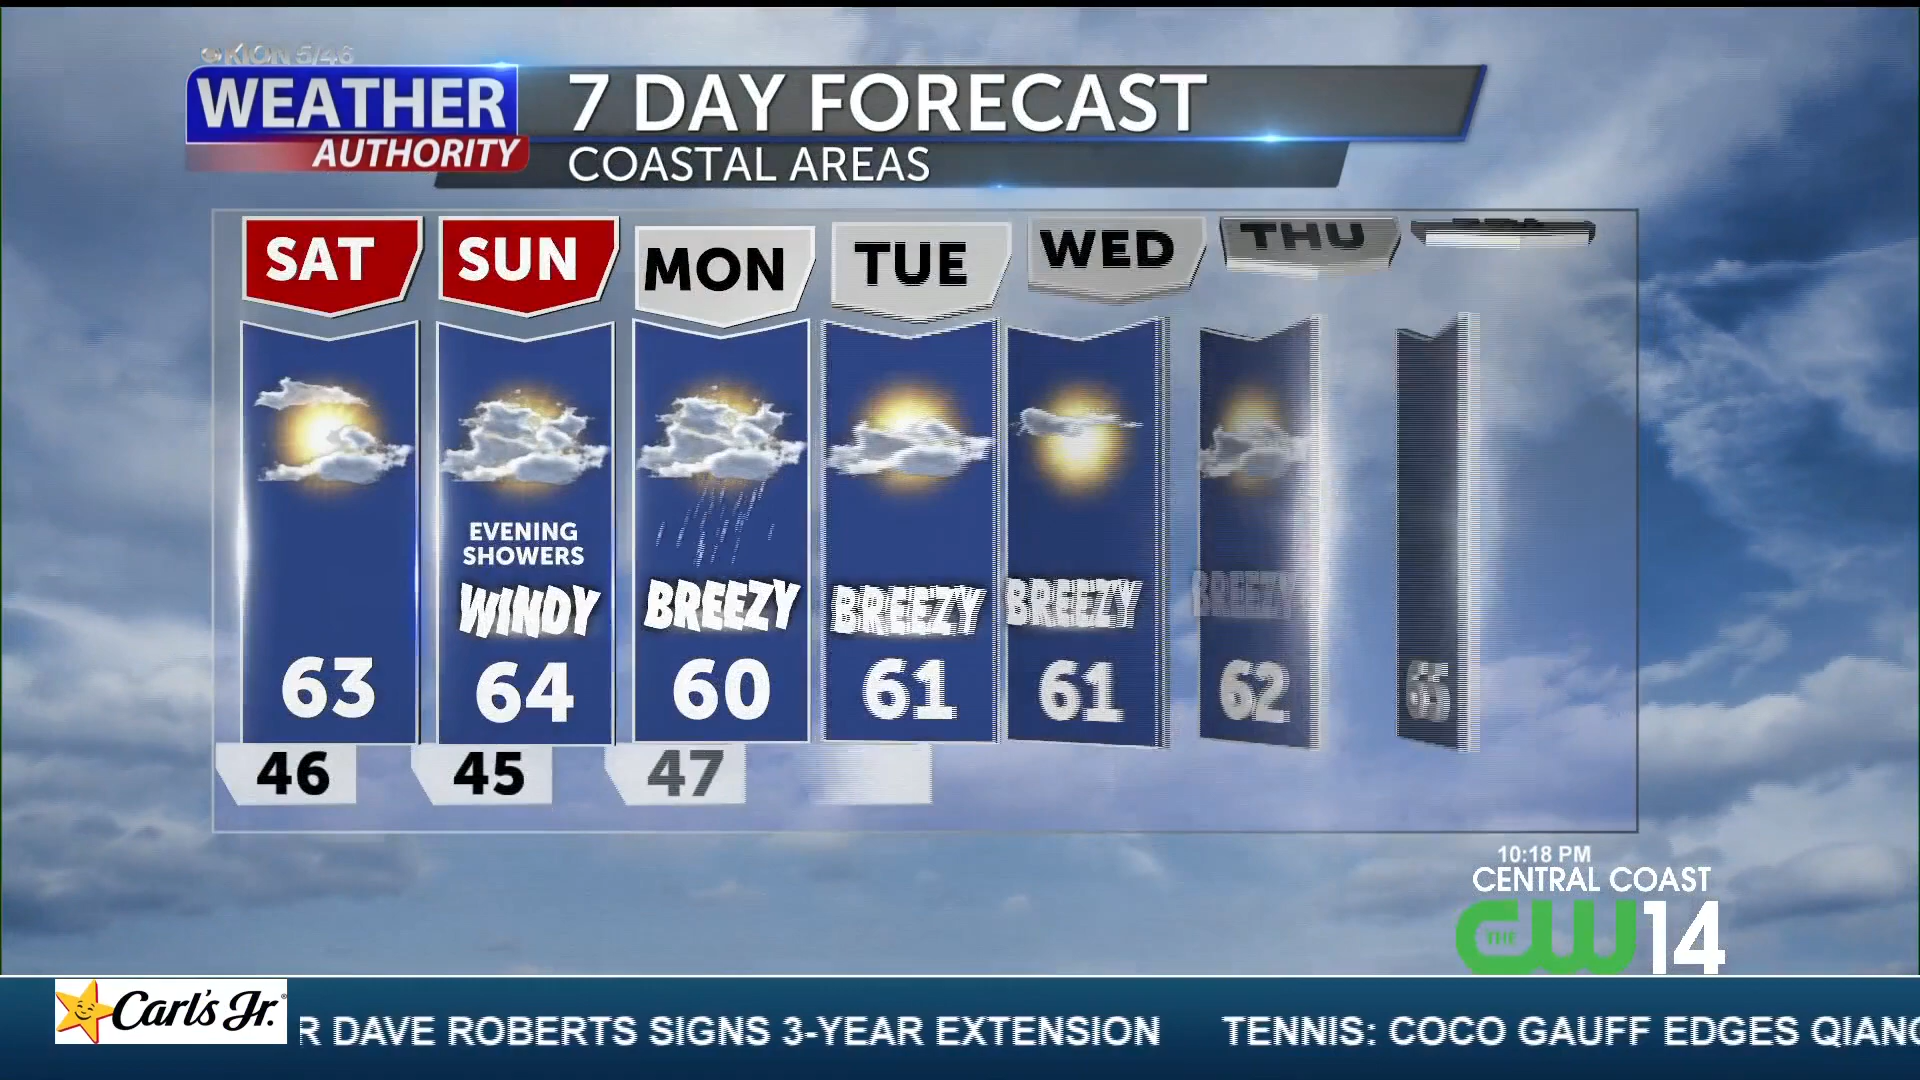 KION 5/46
WEATHER
AUTHORITY
7 DAY FORECAST
COASTAL AREAS
SAT SUN MON TUE WED THU
EVENING
SHOWERS
WINDY BREEZY BREEZY BREEZY BREEZY
63 64 60 61 61 62
46 45 47
10:18 PM
CENTRAL COAST
THE CW 14
Carl's Jr.®
R DAVE ROBERTS SIGNS 3-YEAR EXTENSION TENNIS: COCO GAUFF EDGES